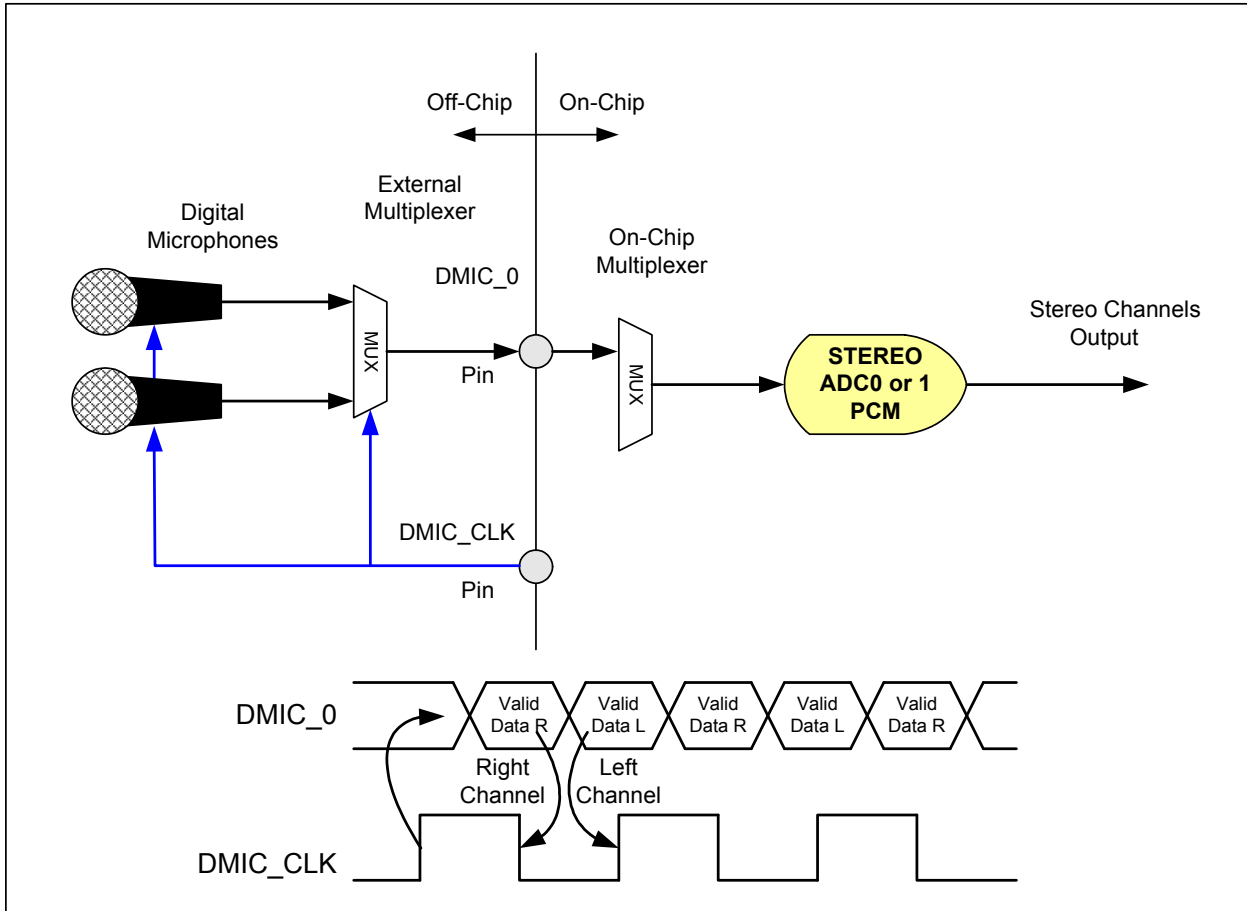 Off-Chip
On-Chip
External
Multiplexer
Digital
Microphones
On-Chip
Multiplexer
DMIC_0
Stereo Channels
Output
MUX
Pin
MUX
STEREO
ADC0 or 1
PCM
DMIC_CLK
Pin
DMIC_0
Valid
Data R
Valid
Data L
Valid
Data R
Valid
Data L
Valid
Data R
Right
Channel
Left
Channel
DMIC_CLK